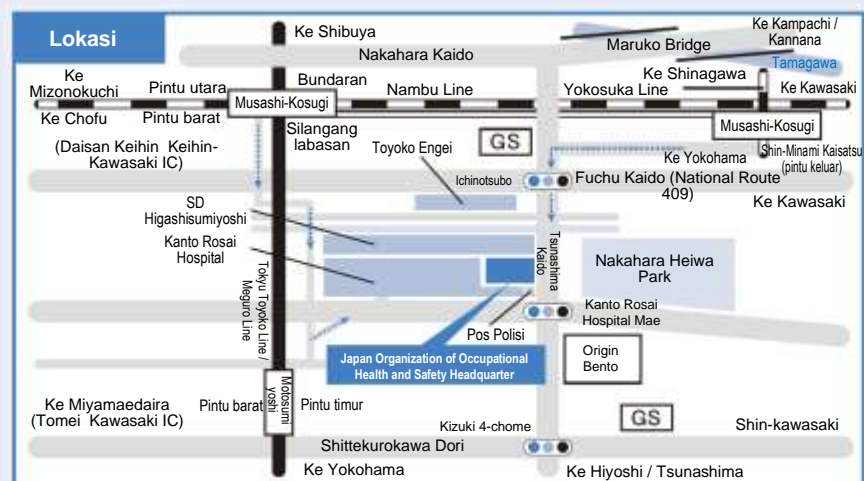 Lokasi
Ke Shibuya
Nakahara Kaido
Maruko Bridge
Ke Kampachi /
Kannana
Tamagawa
Ke
Mizonokuchi
Pintu utara
Bundaran
Nambu Line
Yokosuka Line
Ke Shinagawa
Ke Kawasaki
Musashi-Kosugi
Musashi-Kosugi
Ke Chofu
Pintu barat
Silangang
labasan
(Daisan Keihin Keihin-
Kawasaki IC)
Toyoko Engei
GS
Ke Yokohama
Shin-Minami Kaisatsu
(pintu keluar)
Ichinotsubo
Fuchu Kaido (National Route
409)
Ke Kawasaki
SD
Higashisumiyoshi
Kanto Rosai
Hospital
Tokyu Toyoko Line /
Meguro Line
Tsunashima
Kaido
Nakahara Heiwa
Park
Kanto Rosai
Hospital Mae
Pos Polisi
Japan Organization of Occupational
Health and Safety Headquarter
Origin
Bento
Motosumi
yoshi
Ke Miyamaedaira
(Tomei Kawasaki IC)
Pintu barat
Pintu timur
GS
Kizuki 4-chome
Shin-kawasaki
Shittekurokawa Dori
Ke Yokohama
Ke Hiyoshi / Tsunashima